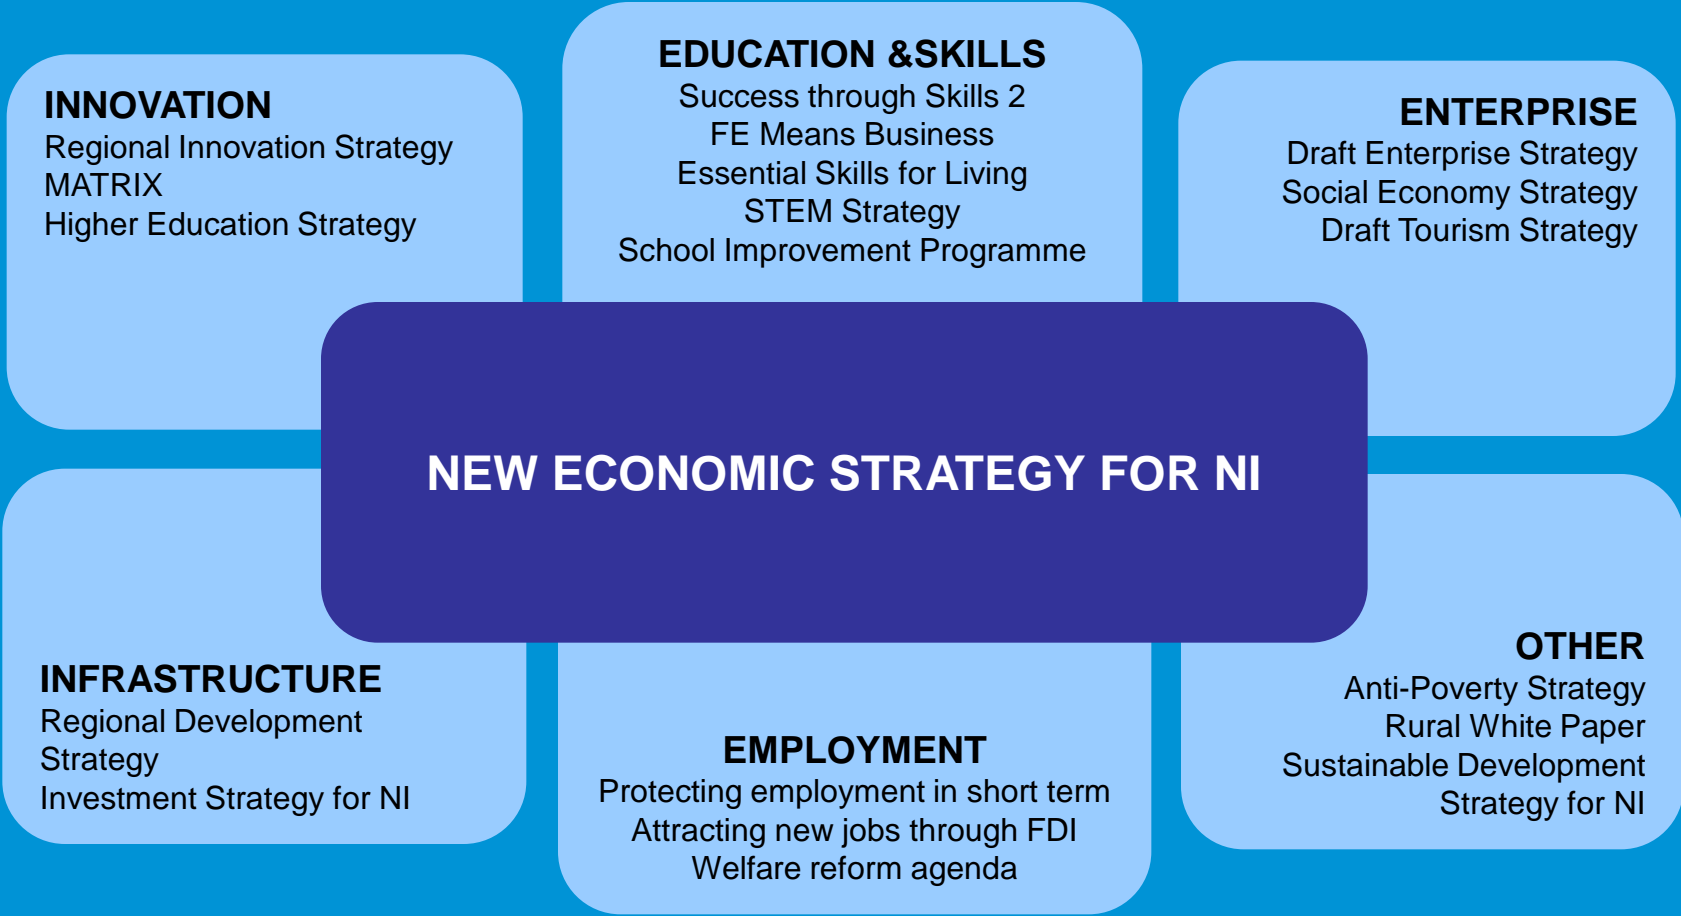 INNOVATION
Regional Innovation Strategy
MATRIX
Higher Education Strategy
EDUCATION &SKILLS
Success through Skills 2
FE Means Business
Essential Skills for Living
STEM Strategy
School Improvement Programme
ENTERPRISE
Draft Enterprise Strategy
Social Economy Strategy
Draft Tourism Strategy
NEW ECONOMIC STRATEGY FOR NI
INFRASTRUCTURE
Regional Development
Strategy
Investment Strategy for NI
EMPLOYMENT
Protecting employment in short term
Attracting new jobs through FDI
Welfare reform agenda
OTHER
Anti-Poverty Strategy
Rural White Paper
Sustainable Development
Strategy for NI